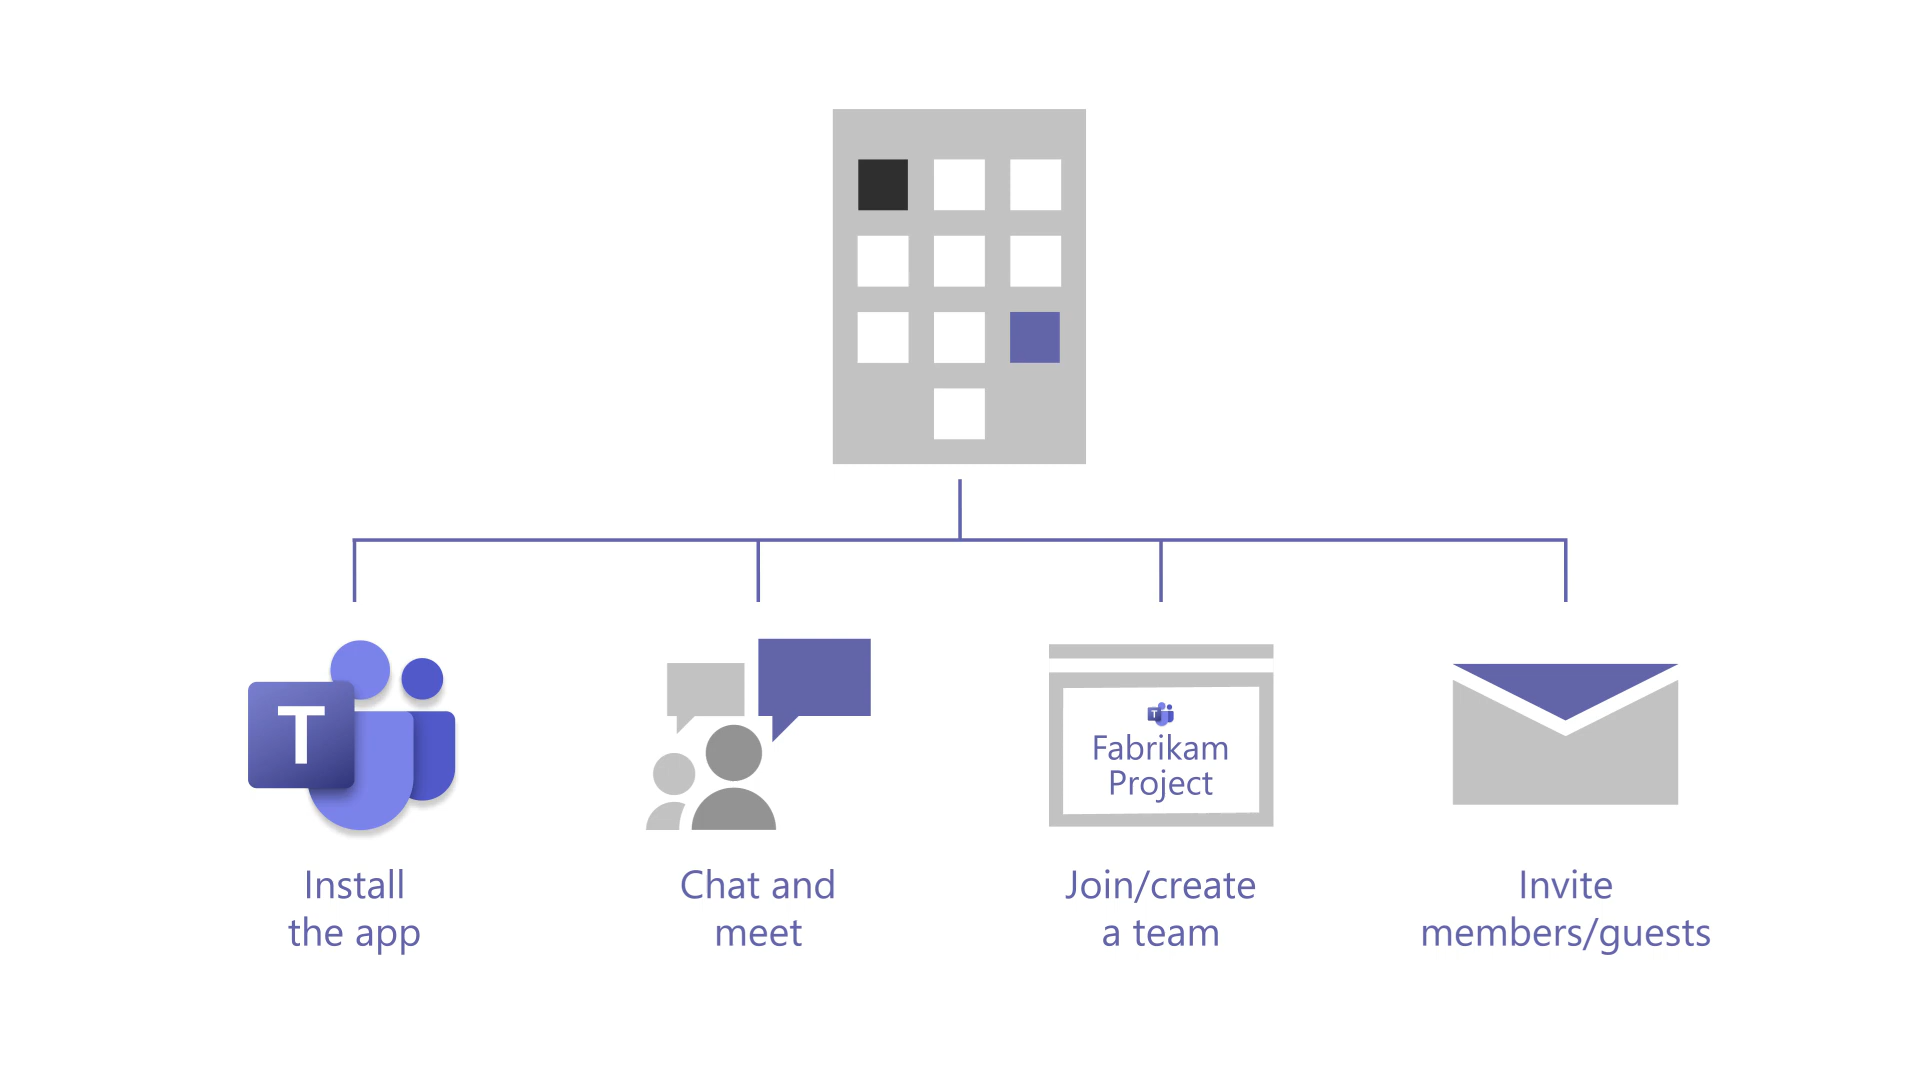 T
T
Fabrikam
Project
Install
the app
Chat and
meet
Join/create
a team
Invite
members/guests